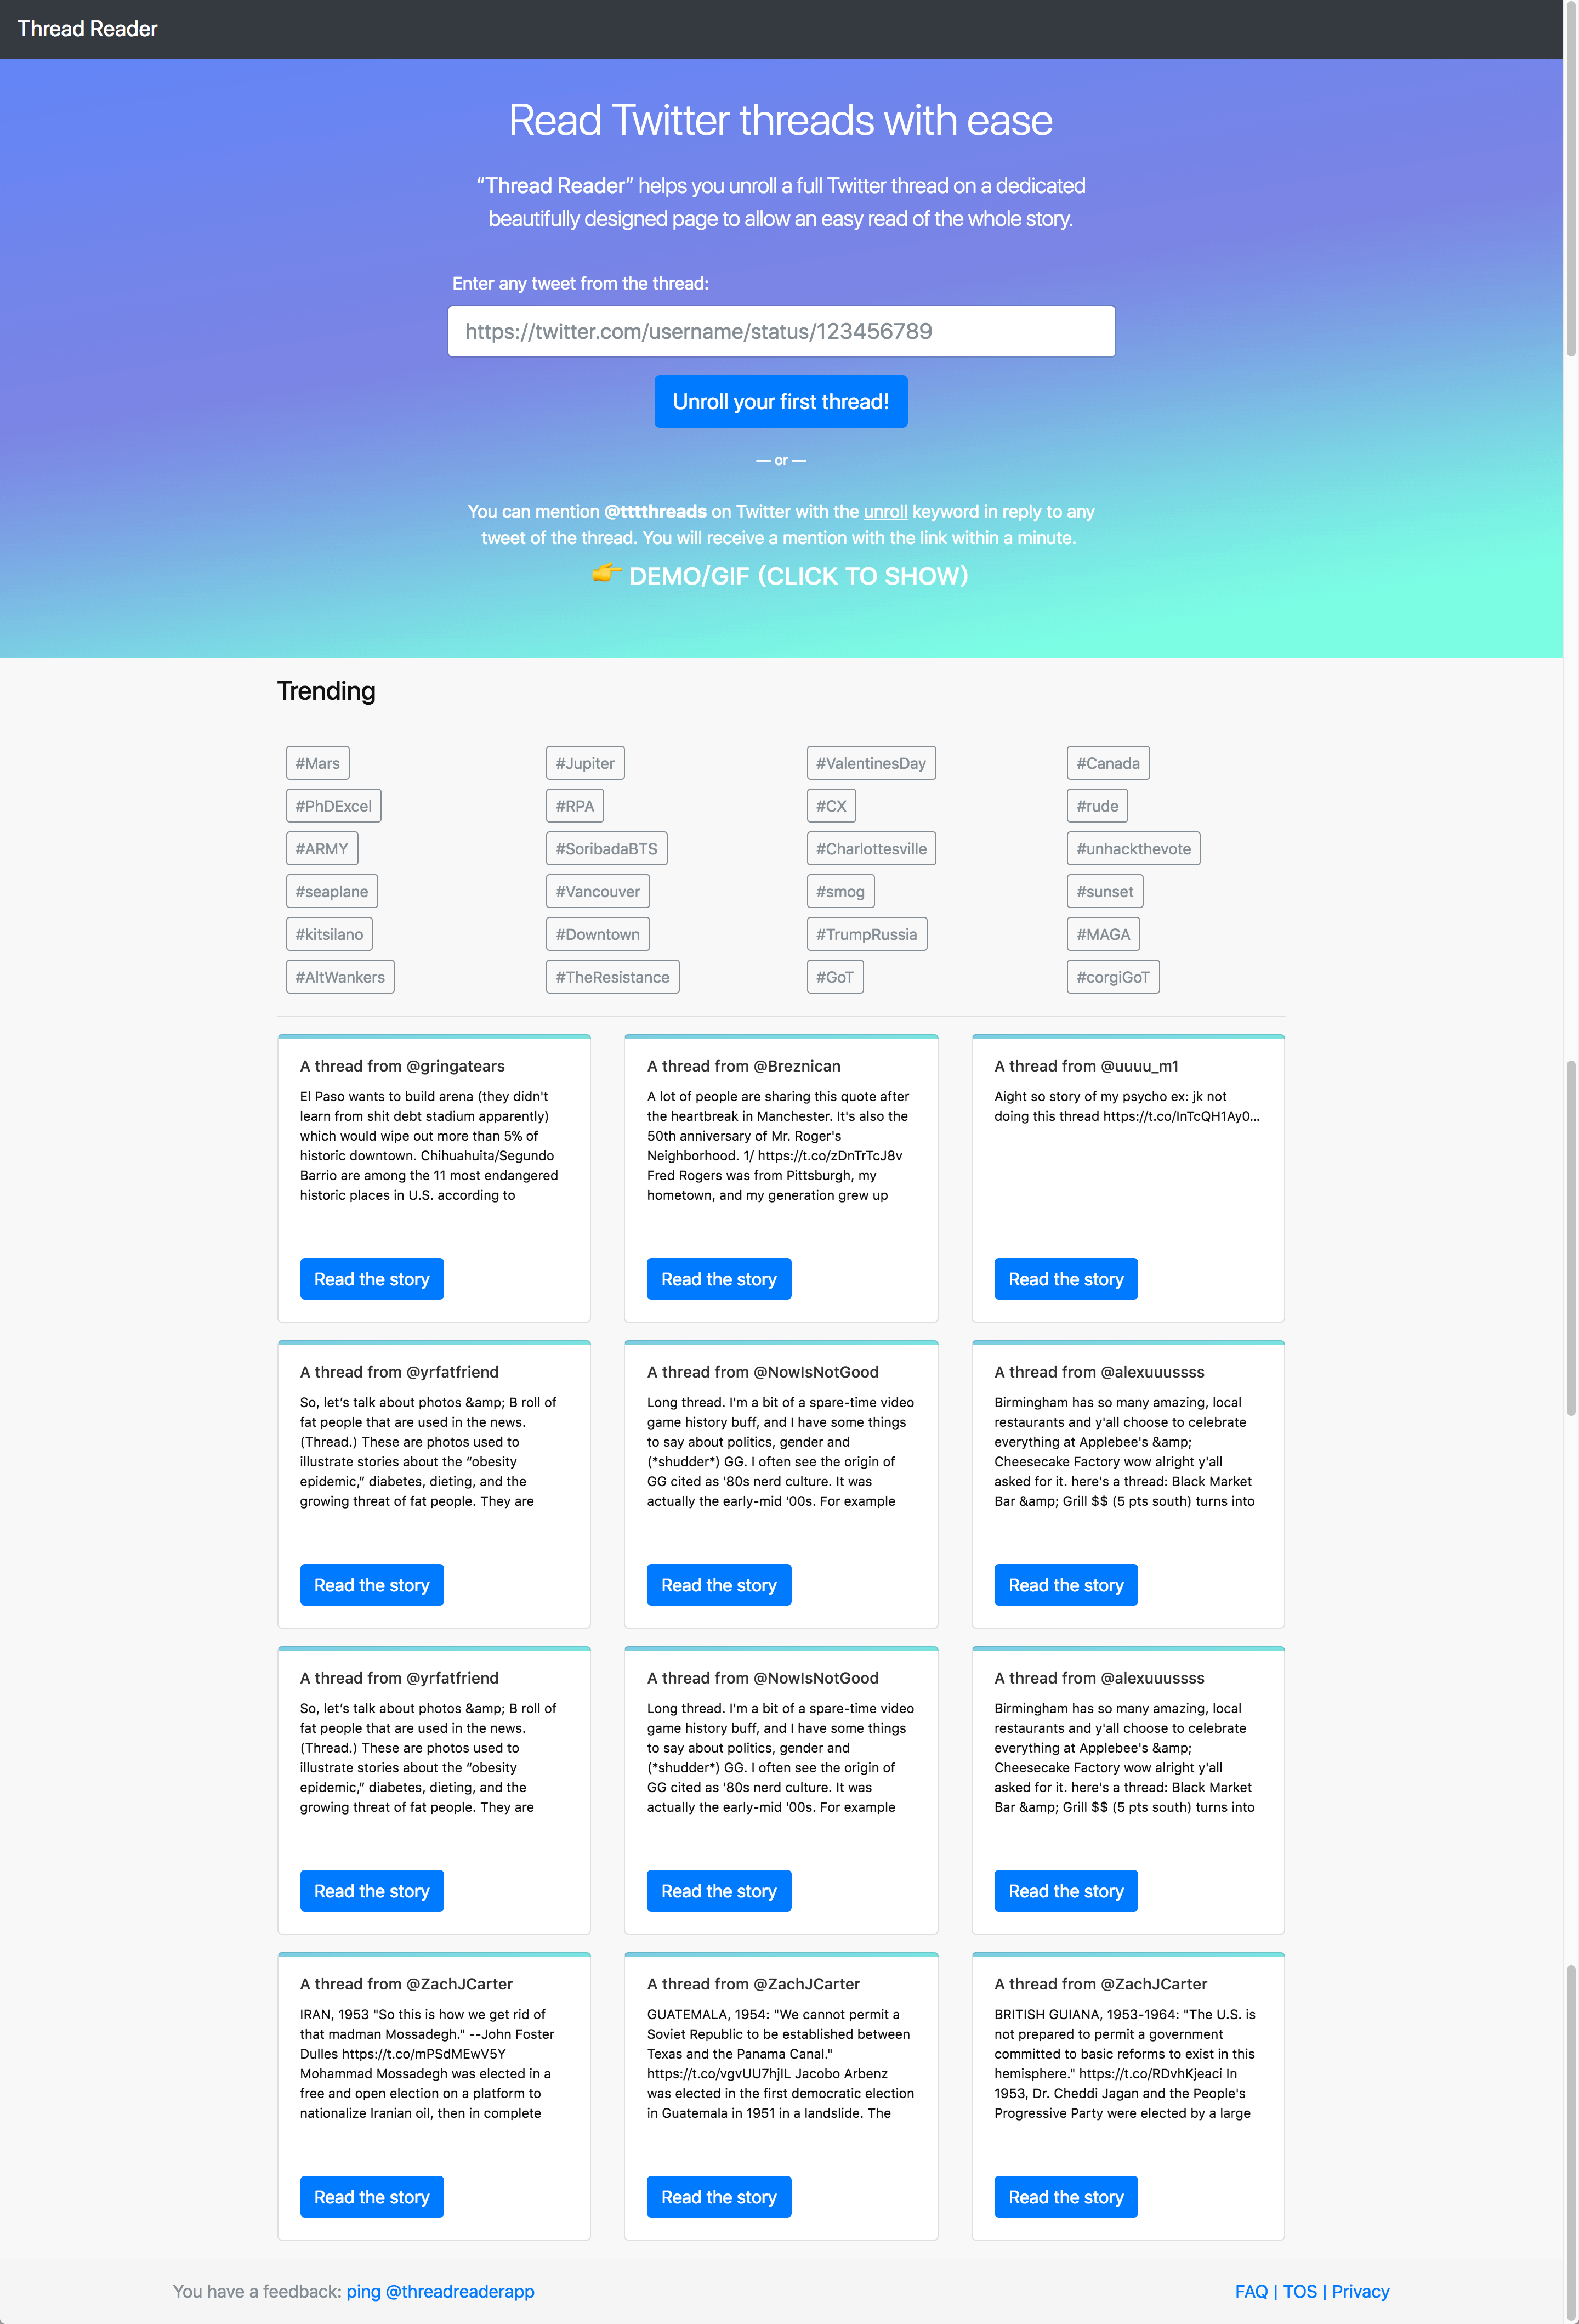 Thread Reader
Read Twitter threads with ease
“Thread Reader” helps you unroll a full Twitter thread on a dedicated
beautifully designed page to allow an easy read of the whole story.
Enter any tweet from the thread:
https://twitter.com/username/status/123456789
Unroll your first thread!
— or —
You can mention @tttthreads on Twitter with the unroll keyword in reply to any
tweet of the thread. You will receive a mention with the link within a minute.
👉 DEMO/GIF (CLICK TO SHOW)
Trending
#Mars #Jupiter #ValentinesDay #Canada
#PhDExcel #RPA #CX #rude
#ARMY #SoribadaBTS #Charlottesville #unhackthevote
#seaplane #Vancouver #smog #sunset
#kitsilano #Downtown #TrumpRussia #MAGA
#AltWankers #TheResistance #GoT #corgiGoT
A thread from @gringatears
El Paso wants to build arena (they didn't
learn from shit debt stadium apparently)
which would wipe out more than 5% of
historic downtown. Chihuahuita/Segundo
Barrio are among the 11 most endangered
historic places in U.S. according to
Read the story
A thread from @Breznican
A lot of people are sharing this quote after
the heartbreak in Manchester. It's also the
50th anniversary of Mr. Roger's
Neighborhood. 1/ https://t.co/zDnTrTcJ8v
Fred Rogers was from Pittsburgh, my
hometown, and my generation grew up
Read the story
A thread from @uuuu_m1
Aight so story of my psycho ex: jk not
doing this thread https://t.co/InTcQH1Ay0...
Read the story
A thread from @yrfatfriend
So, let’s talk about photos &amp; B roll of
fat people that are used in the news.
(Thread.) These are photos used to
illustrate stories about the “obesity
epidemic,” diabetes, dieting, and the
growing threat of fat people. They are
Read the story
A thread from @NowIsNotGood
Long thread. I'm a bit of a spare-time video
game history buff, and I have some things
to say about politics, gender and
(*shudder*) GG. I often see the origin of
GG cited as '80s nerd culture. It was
actually the early-mid '00s. For example
Read the story
A thread from @alexuuussss
Birmingham has so many amazing, local
restaurants and y'all choose to celebrate
everything at Applebee's &amp;
Cheesecake Factory wow alright y'all
asked for it. here's a thread: Black Market
Bar &amp; Grill $$ (5 pts south) turns into
Read the story
A thread from @yrfatfriend
So, let’s talk about photos &amp; B roll of
fat people that are used in the news.
(Thread.) These are photos used to
illustrate stories about the “obesity
epidemic,” diabetes, dieting, and the
growing threat of fat people. They are
Read the story
A thread from @NowIsNotGood
Long thread. I'm a bit of a spare-time video
game history buff, and I have some things
to say about politics, gender and
(*shudder*) GG. I often see the origin of
GG cited as '80s nerd culture. It was
actually the early-mid '00s. For example
Read the story
A thread from @alexuuussss
Birmingham has so many amazing, local
restaurants and y'all choose to celebrate
everything at Applebee's &amp;
Cheesecake Factory wow alright y'all
asked for it. here's a thread: Black Market
Bar &amp; Grill $$ (5 pts south) turns into
Read the story
A thread from @ZachJCarter
IRAN, 1953 "So this is how we get rid of
that madman Mossadegh." --John Foster
Dulles https://t.co/mPSdMEwV5Y
Mohammad Mossadegh was elected in a
free and open election on a platform to
nationalize Iranian oil, then in complete
Read the story
A thread from @ZachJCarter
GUATEMALA, 1954: "We cannot permit a
Soviet Republic to be established between
Texas and the Panama Canal."
https://t.co/vgvUU7hjIL Jacobo Arbenz
was elected in the first democratic election
in Guatemala in 1951 in a landslide. The
Read the story
A thread from @ZachJCarter
BRITISH GUIANA, 1953-1964: "The U.S. is
not prepared to permit a government
committed to basic reforms to exist in this
hemisphere." https://t.co/RDvhKjeaci In
1953, Dr. Cheddi Jagan and the People's
Progressive Party were elected by a large
Read the story
You have a feedback: ping @threadreaderapp
FAQ | TOS | Privacy